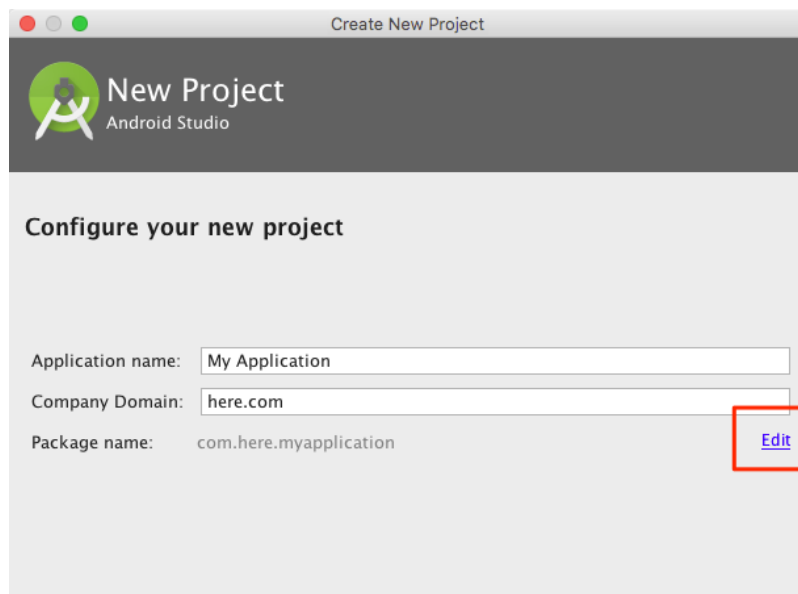 Create New Project
New Project
Android Studio
Configure your new project
Application name: My Application
Company Domain: here.com
Package name: com.here.myapplication Edit